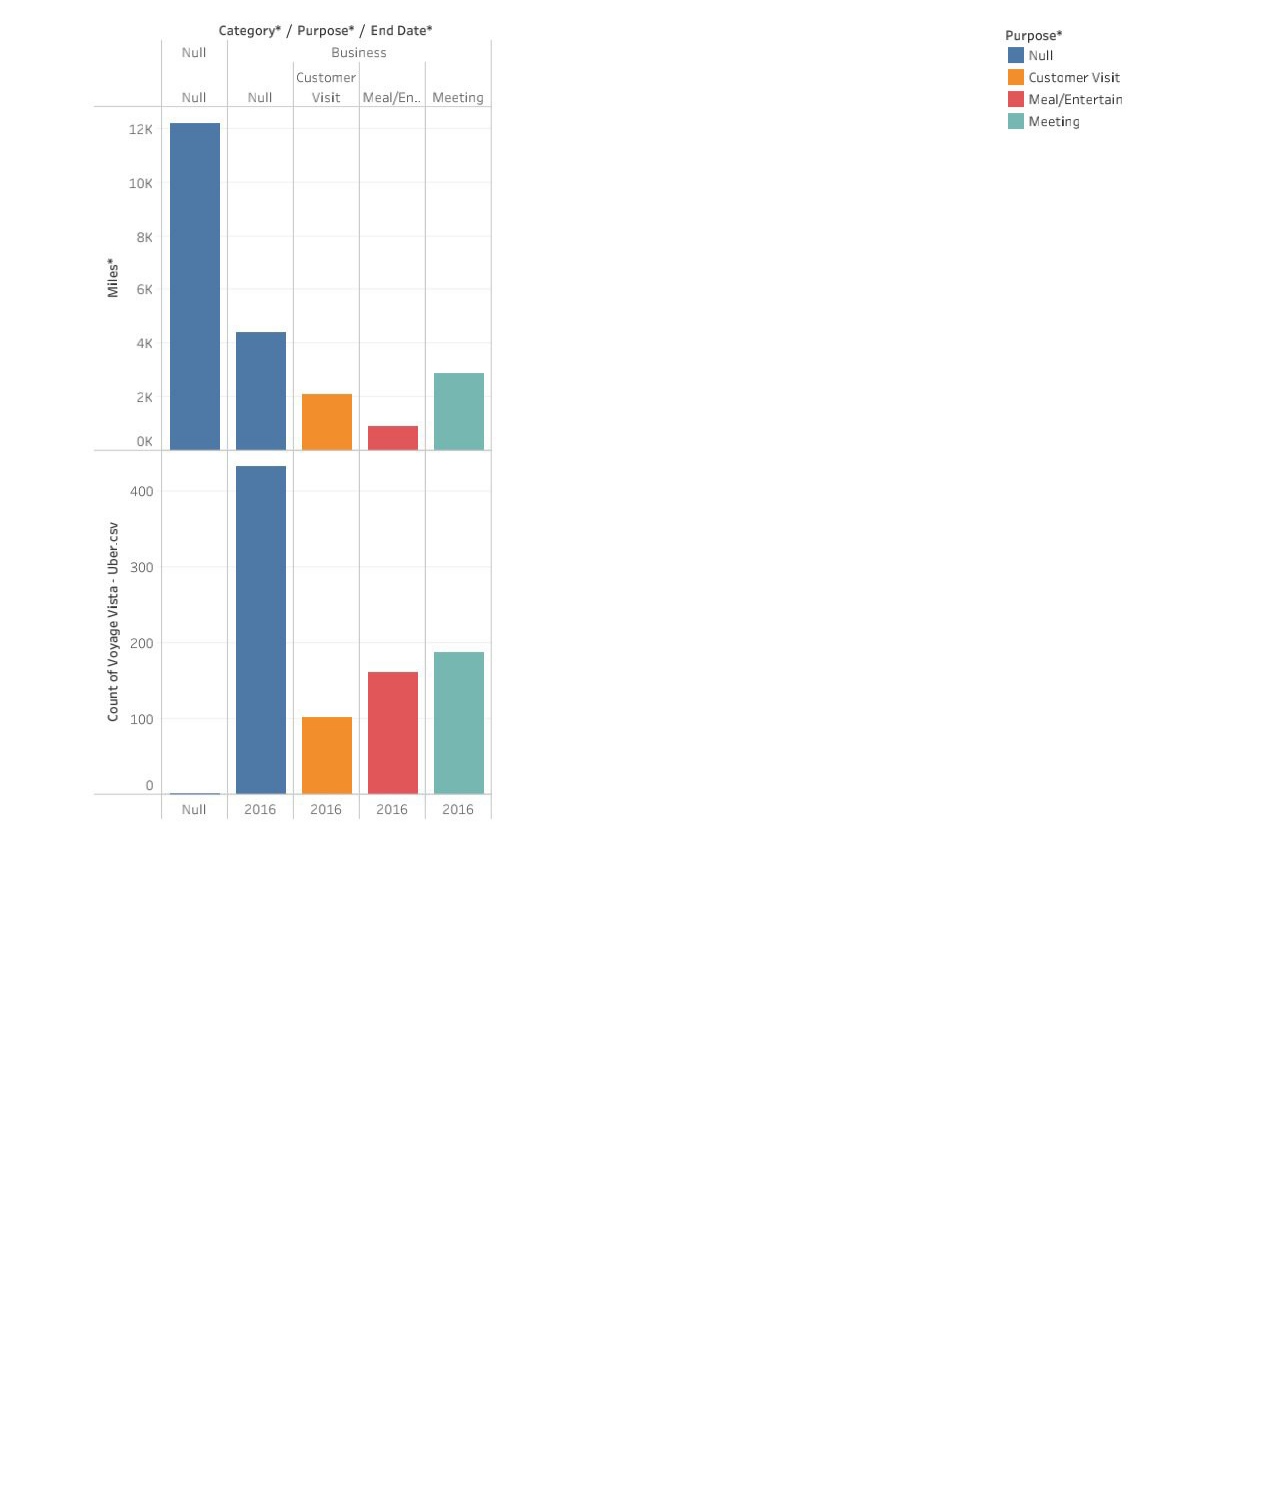 Category* / Purpose* / End Date*
Null Business
Customer
Null Null Visit Meal/En.. Meeting
12K
10K
8K
6K
4K
2K
0K
Miles*
400
300
200
100
0
Count of Voyage Vista - Uber.csv
Null 2016 2016 2016 2016
Purpose*
Null
Customer Visit
Meal/Entertain
Meeting